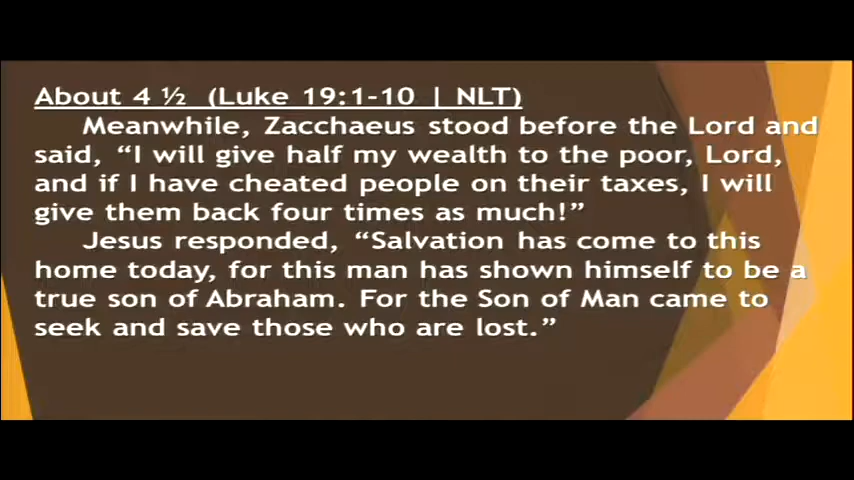 About 4 ½ (Luke 19:1-10 | NLT)
Meanwhile, Zacchaeus stood before the Lord and
said, “I will give half my wealth to the poor, Lord,
and if I have cheated people on their taxes, I will
give them back four times as much!”
Jesus responded, “Salvation has come to this
home today, for this man has shown himself to be a
true son of Abraham. For the Son of Man came to
seek and save those who are lost.”